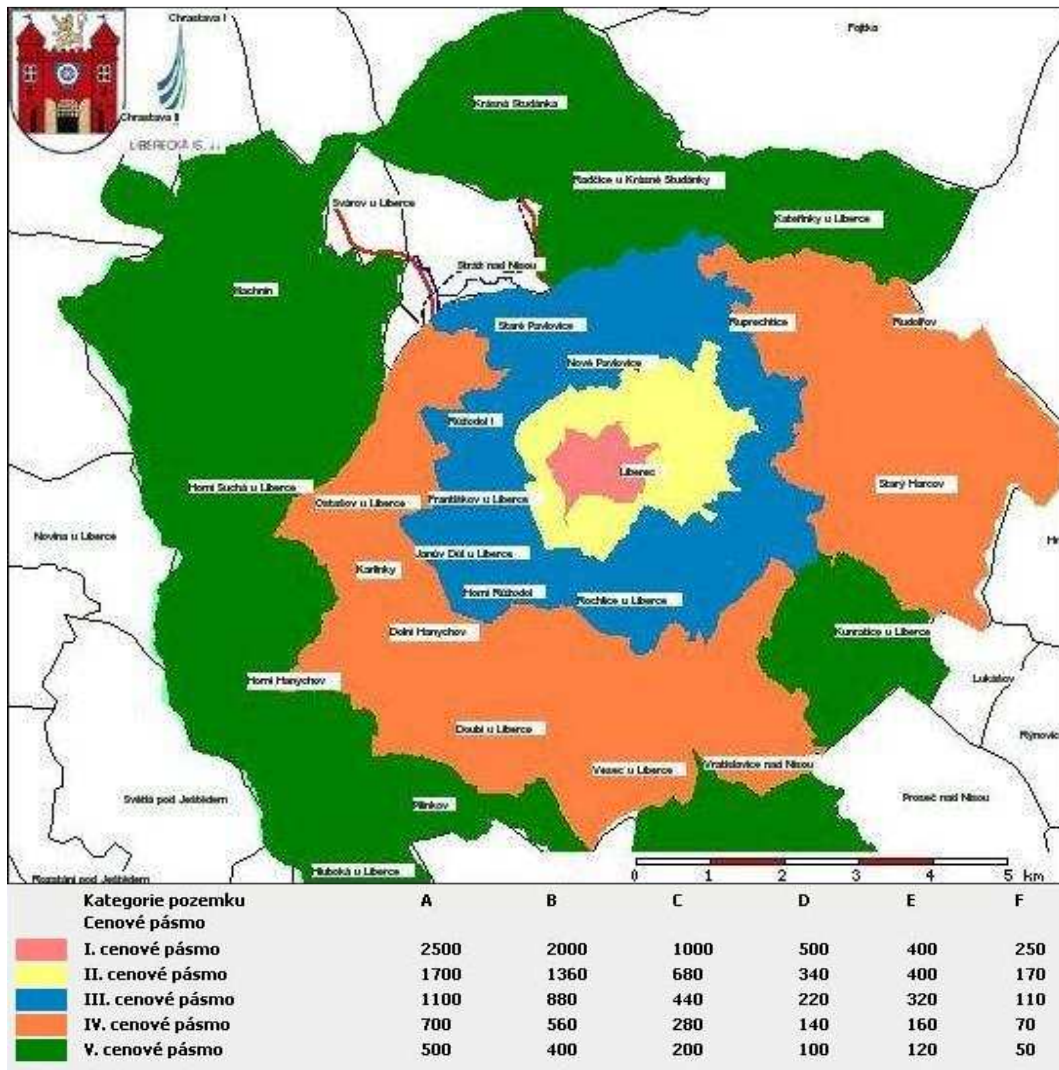 Chrastava I
Fojtka
Krásná Studánka
Chrastava II
LIBERECKÁ IS, a.s.
Radčice u Krásné Studánky
Svárov u Liberce
Kateřinky u Liberce
Stráž nad Nisou
Machnín
Staré Pavlovice
Ruprechtice
Rudolfov
Nové Pavlovice
Růžodol I
Liberec
Horní Suchá u Liberce
Ostašov u Liberce
Františkov u Liberce
Starý Harcov
Novina u Liberce
Janův Důl u Liberce
Karlinky
Horní Růžodol
Rochlice u Liberce
Dolní Hanychov
Kunratice u Liberce
Horní Hanychov
Lukášov
Doubí u Liberce
Rýnovic
Vesec u Liberce
Vratislavice nad Nisou
Světlá pod Ještědem
Pilínkov
Proseč nad Nisou
Hluboká u Liberce
Rozstání pod Ještědem
0 1 2 3 4 5 km
Kategorie pozemku A B C D E F
Cenové pásmo
I. cenové pásmo 2500 2000 1000 500 400 250
II. cenové pásmo 1700 1360 680 340 400 170
III. cenové pásmo 1100 880 440 220 320 110
IV. cenové pásmo 700 560 280 140 160 70
V. cenové pásmo 500 400 200 100 120 50